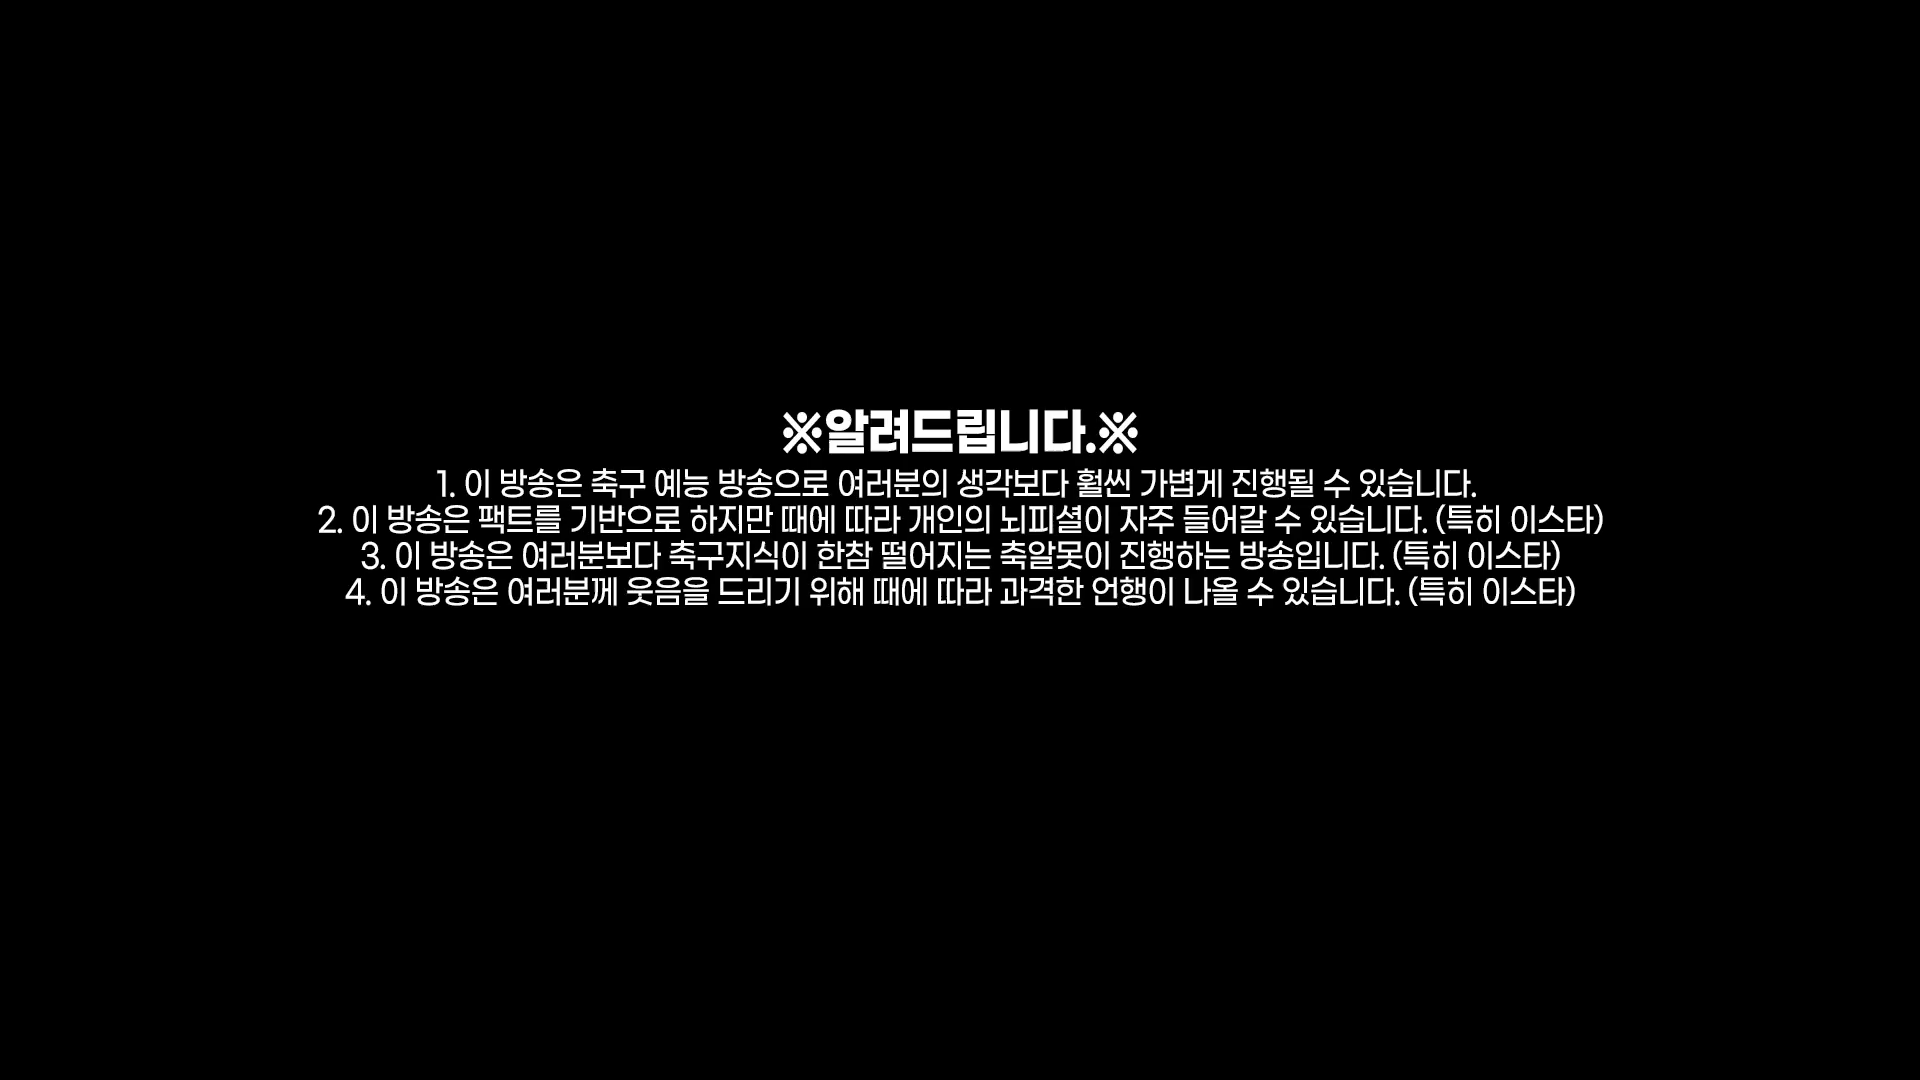 ※알려드립니다.※
1. 이 방송은 축구 예능 방송으로 여러분의 생각보다 훨씬 가볍게 진행될 수 있습니다.
2. 이 방송은 팩트를 기반으로 하지만 때에 따라 개인의 뇌피셜이 자주 들어갈 수 있습니다. (특히 이스타)
3. 이 방송은 여러분보다 축구지식이 한참 떨어지는 축알못이 진행하는 방송입니다. (특히 이스타)
4. 이 방송은 여러분께 웃음을 드리기 위해 때에 따라 과격한 언행이 나올 수 있습니다. (특히 이스타)